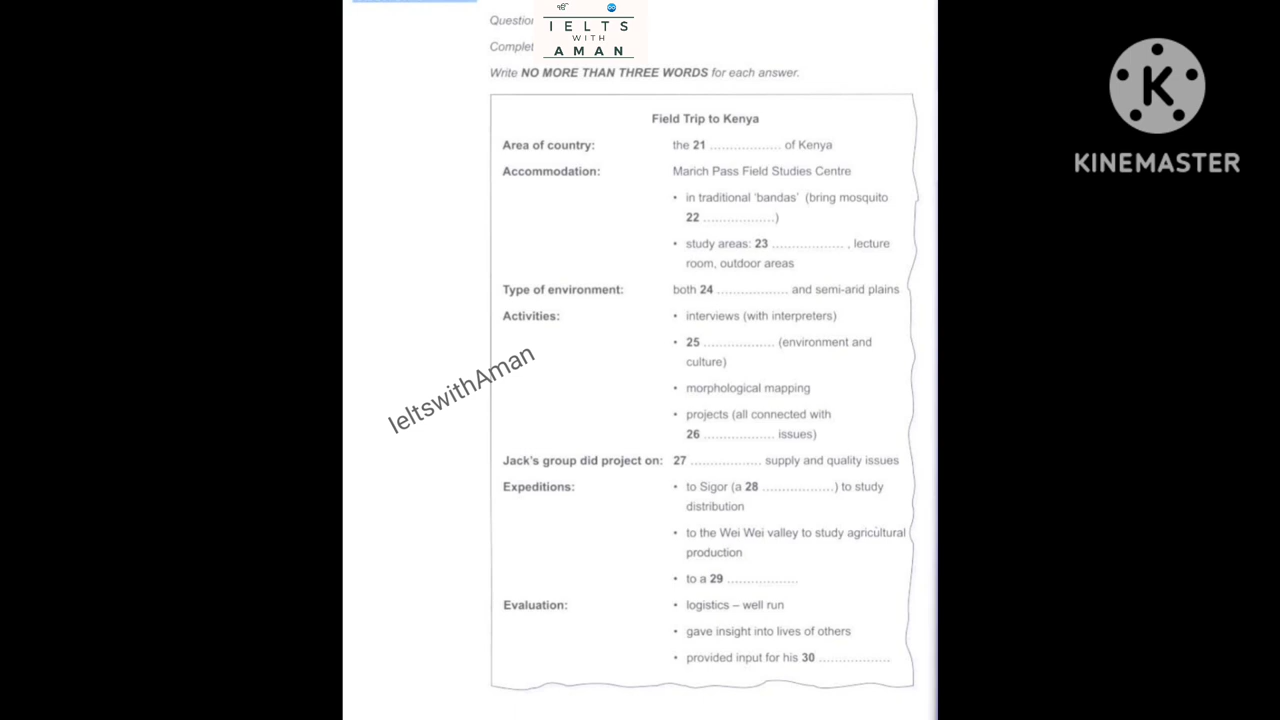 Question
Complet
ੴ
IELTS
WITH
AMAN
Write NO MORE THAN THREE WORDS for each answer.
Field Trip to Kenya
Area of country: the 21 .................. of Kenya
Accommodation: Marich Pass Field Studies Centre
• in traditional 'bandas' (bring mosquito
22 ..................)
• study areas: 23 .................. , lecture
room, outdoor areas
Type of environment: both 24 .................. and semi-arid plains
Activities: • interviews (with interpreters)
• 25 .................. (environment and
culture)
• morphological mapping
• projects (all connected with
26 .................. issues)
Jack's group did project on: 27 .................. supply and quality issues
Expeditions: • to Sigor (a 28 ..................) to study
distribution
• to the Wei Wei valley to study agricultural
production
• to a 29 ..................
Evaluation: • logistics – well run
• gave insight into lives of others
• provided input for his 30 ..................
IeltswithAman
K
KINEMASTER